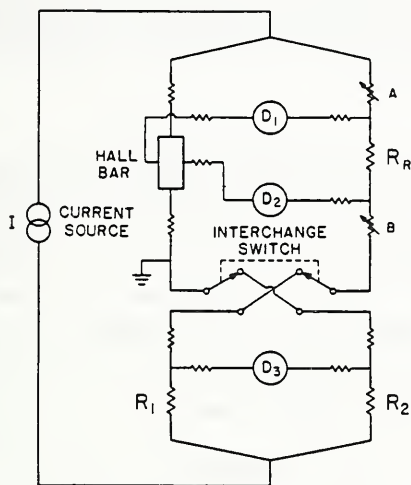 A
D1
HALL
BAR
RR
D2
I
CURRENT
SOURCE
INTERCHANGE
SWITCH
B
D3
R1
R2